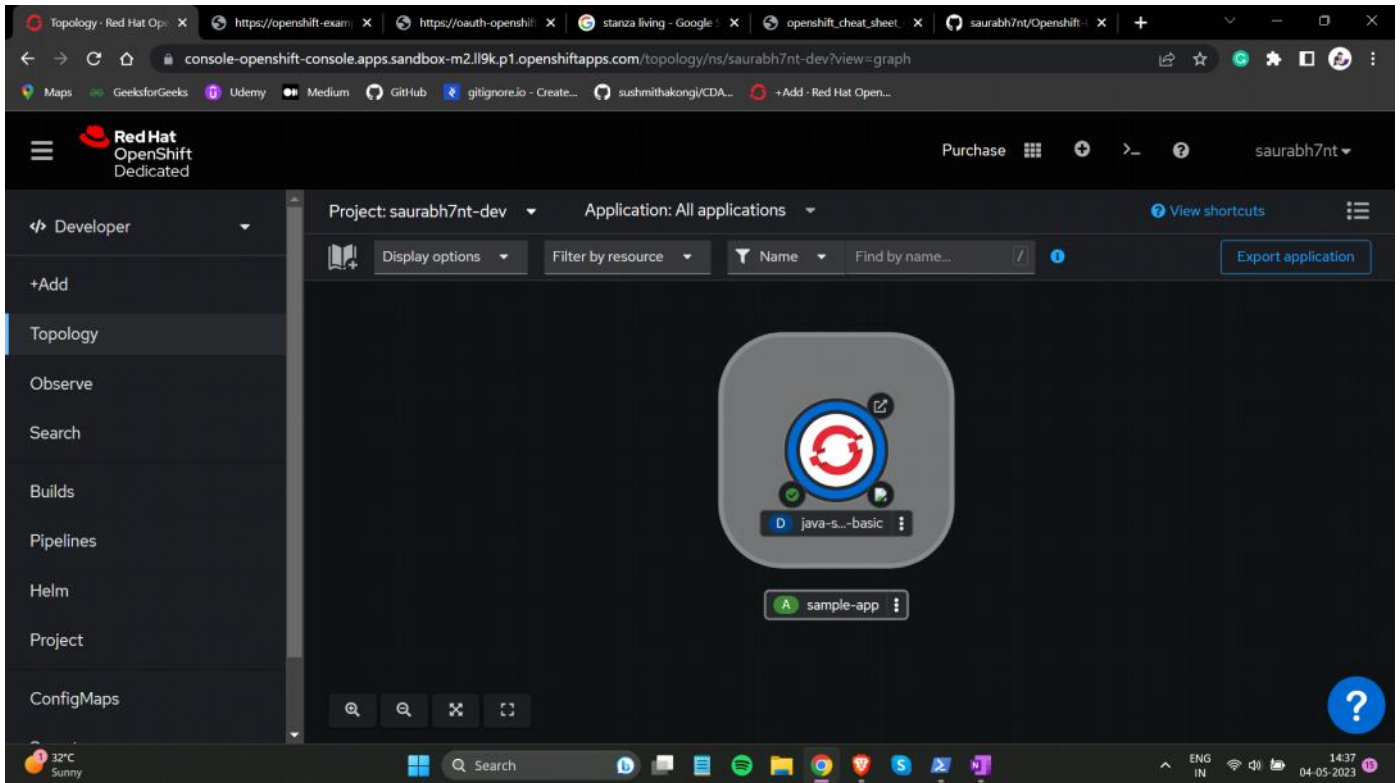 Topology · Red Hat Ope
https://openshift-exam
https://oauth-openshif
stanza living - Google S
openshift_cheat_sheet_
saurabh7nt/Openshift-
console-openshift-console.apps.sandbox-m2.ll9k.p1.openshiftapps.com/topology/ns/saurabh7nt-dev?view=graph
Maps
GeeksforGeeks
Udemy
Medium
GitHub
gitignore.io - Create...
sushmithakongi/CDA...
+Add · Red Hat Open...
Red Hat
OpenShift
Dedicated
Purchase
saurabh7nt
Developer
Project: saurabh7nt-dev
Application: All applications
View shortcuts
Display options
Filter by resource
Name
Find by name...
/
Export application
+Add
Topology
Observe
Search
Builds
Pipelines
Helm
Project
ConfigMaps
D java-s...-basic
A sample-app
?
1
32°C
Sunny
Search
ENG
IN
14:37
04-05-2023
15